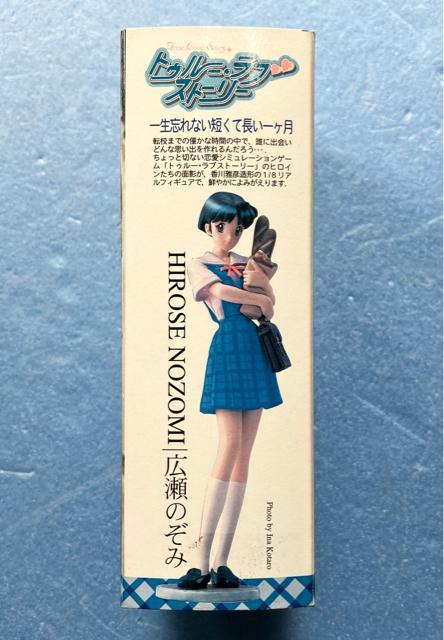 True Love Story
トゥルー・ラブ
ストーリー
一生忘れない短くて長い一ヶ月
転校までの僅かな時間の中で、誰に出会い
どんな思い出を作れるんだろう・・・.
ちょっと切ない恋愛シミュレーションゲー
ム「トゥルー・ラブストーリー」のヒロイ
ンたちの面影が、香川雅彦造形の1/8リア
ルフィギュアで、鮮やかによみがえります.
HIROSE NOZOMI|広瀬のぞみ
Photo by Ina Kotaro